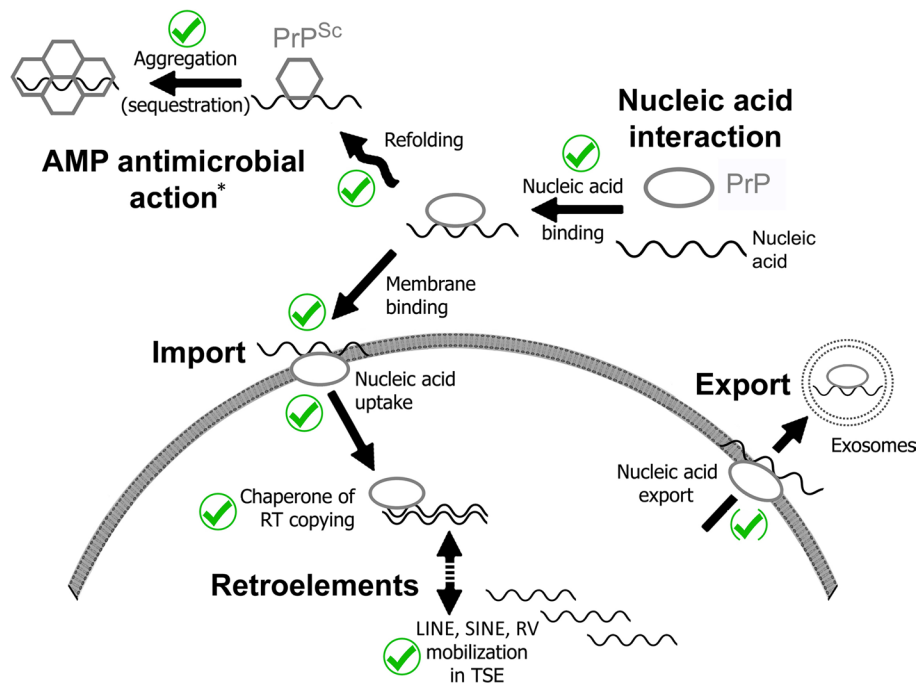 PrP^Sc
Aggregation
(sequestration)
AMP antimicrobial
action*
Refolding
Nucleic acid
interaction
Nucleic acid
binding
PrP
Nucleic
acid
Membrane
binding
Import
Nucleic acid
uptake
Export
Exosomes
Nucleic acid
export
Chaperone of
RT copying
Retroelements
LINE, SINE, RV
mobilization
in TSE